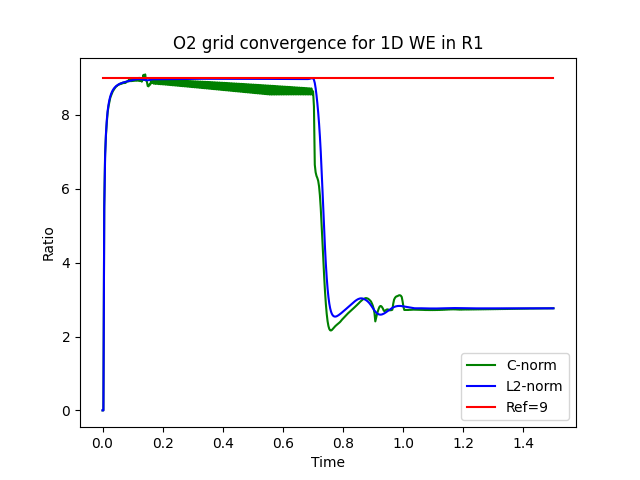 O2 grid convergence for 1D WE in R1
Ratio
8
6
4
2
0
0.0 0.2 0.4 0.6 0.8 1.0 1.2 1.4
Time
C-norm
L2-norm
Ref=9